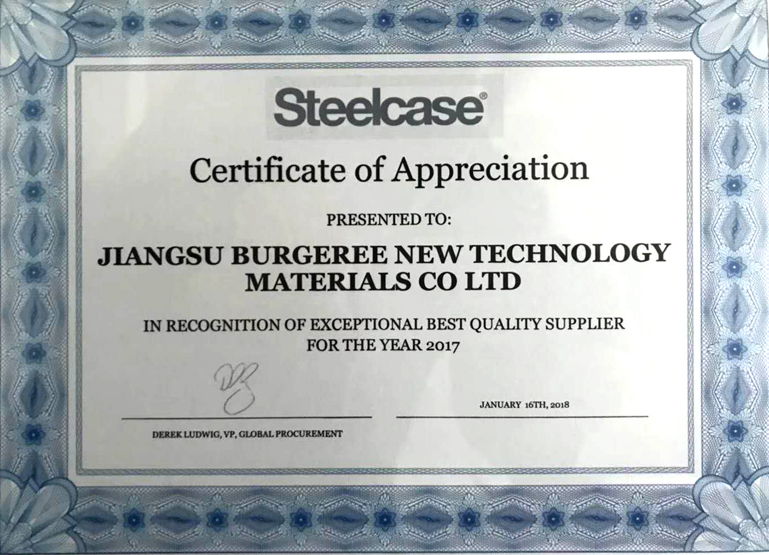 Steelcase®
Certificate of Appreciation
PRESENTED TO:
JIANGSU BURGEREE NEW TECHNOLOGY
MATERIALS CO LTD
IN RECOGNITION OF EXCEPTIONAL BEST QUALITY SUPPLIER
FOR THE YEAR 2017
JANUARY 16TH, 2018
DEREK LUDWIG, VP, GLOBAL PROCUREMENT